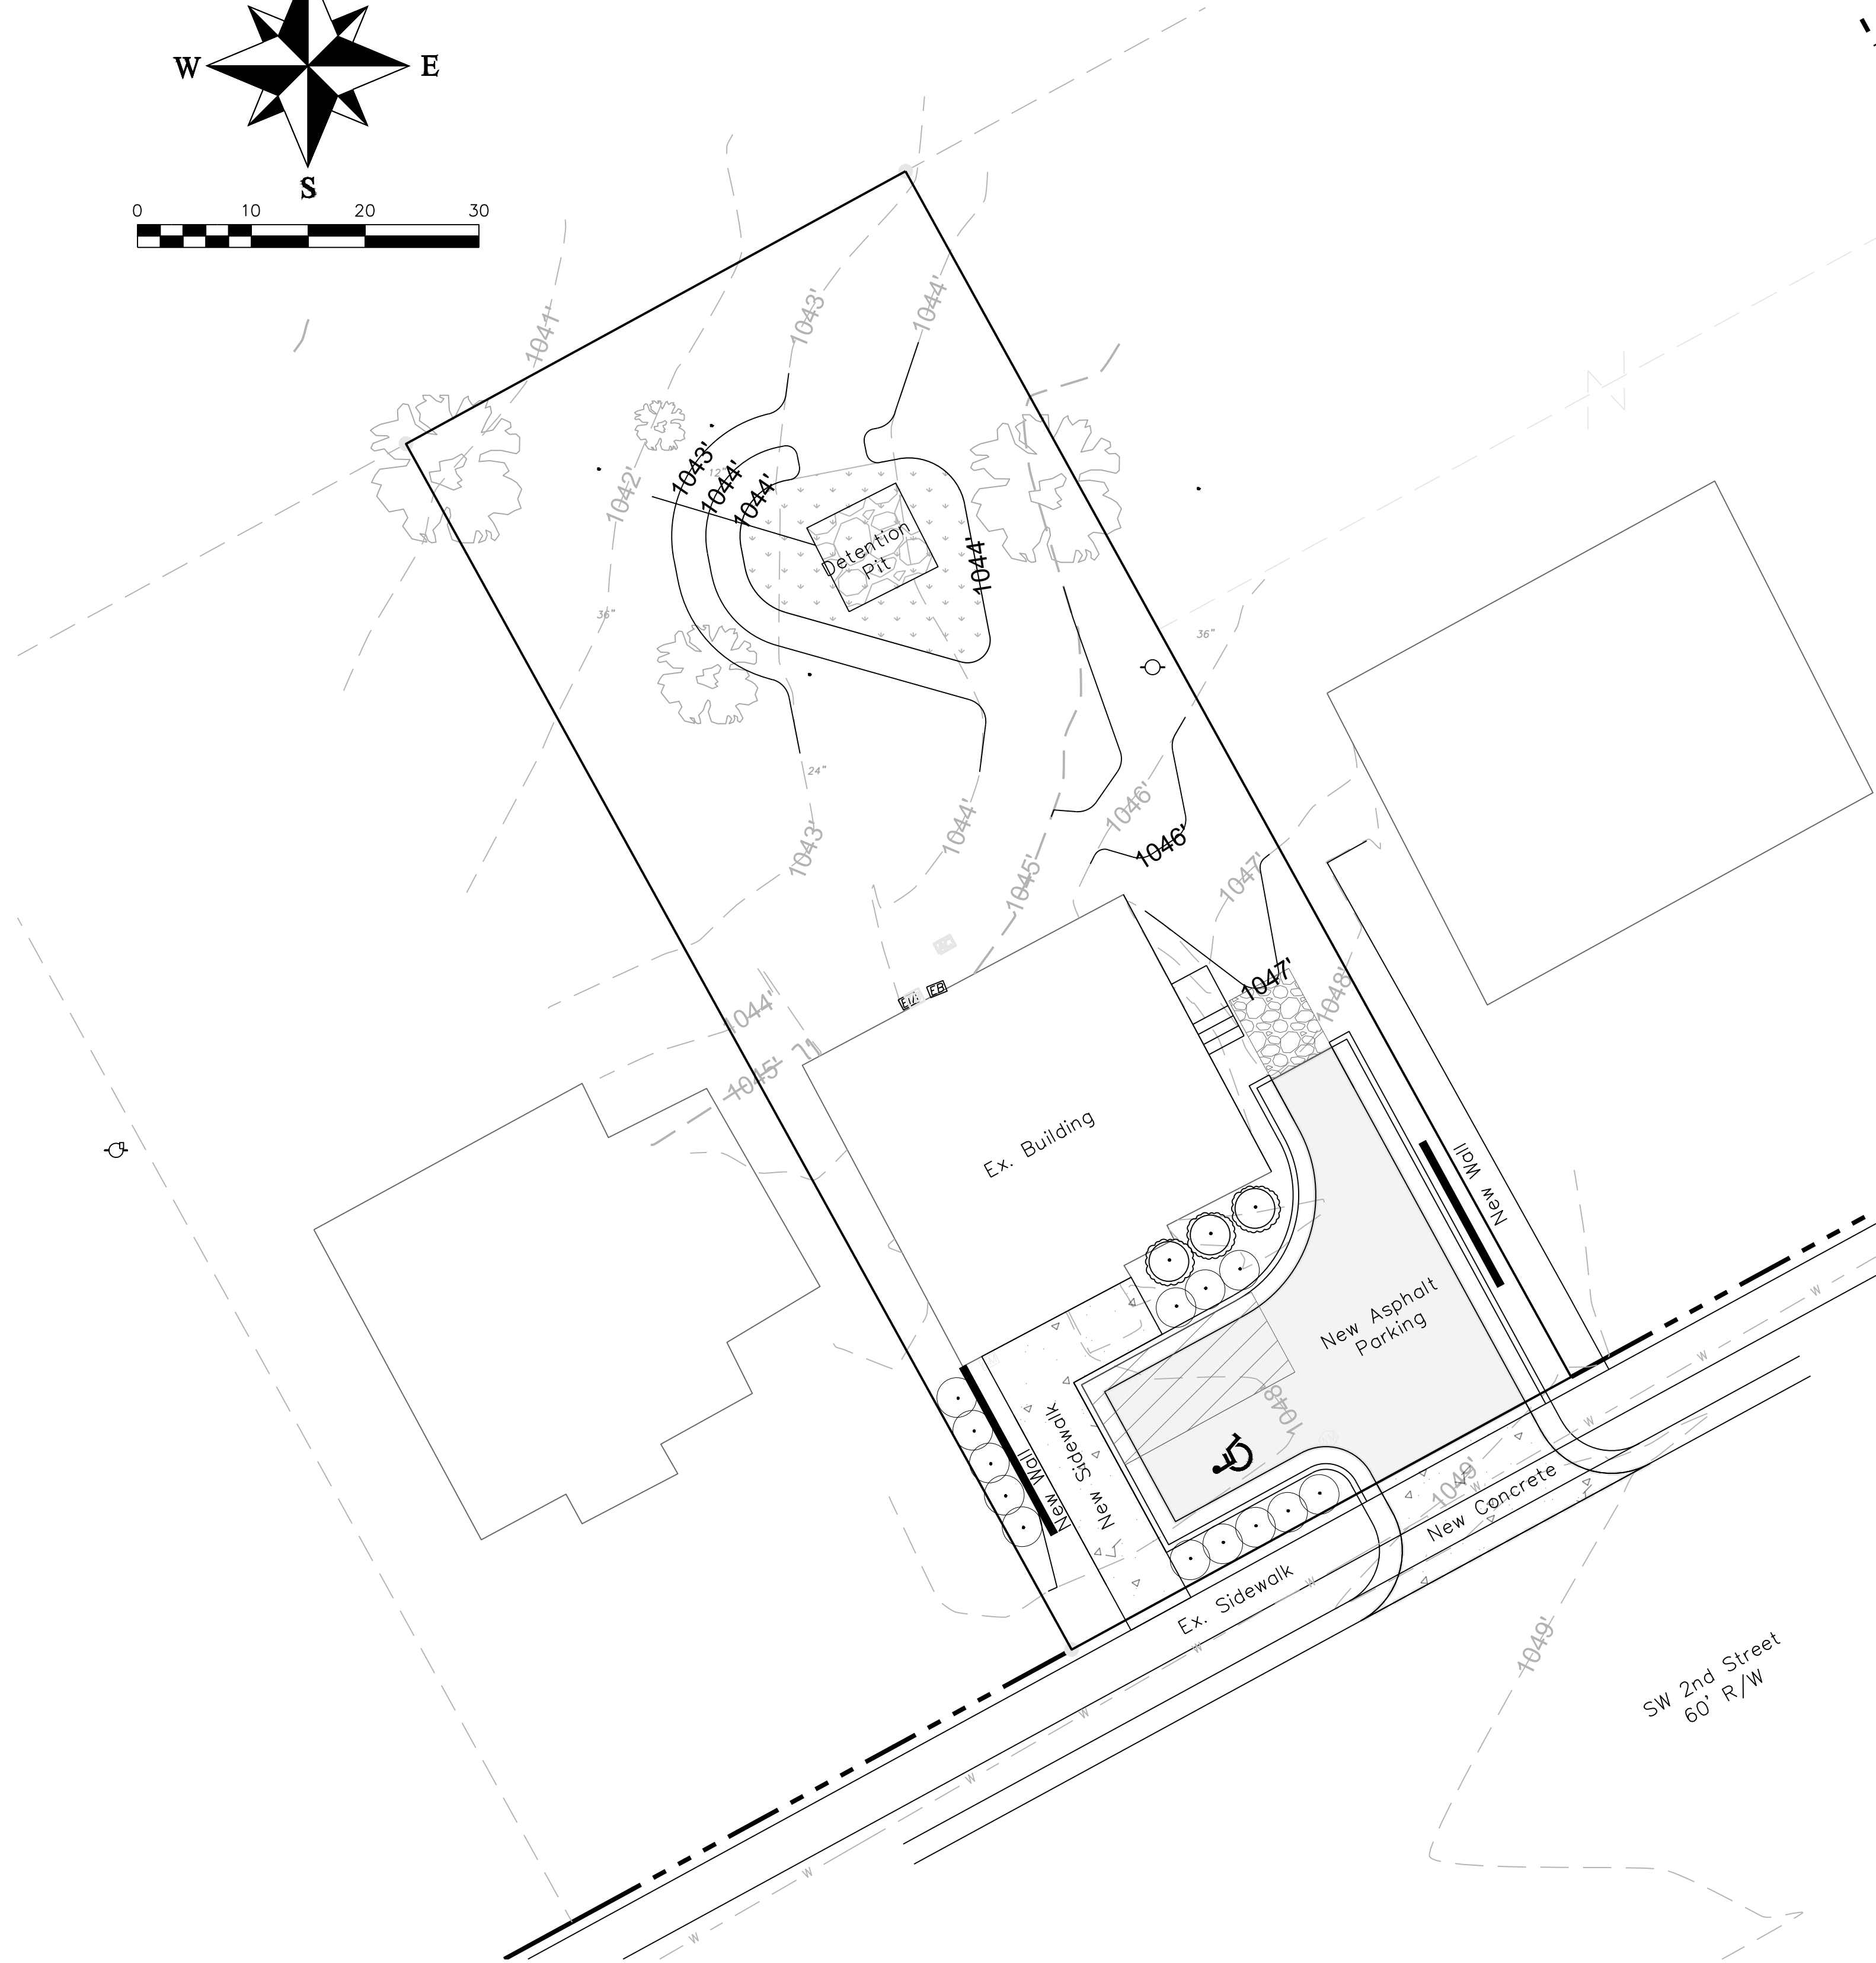 W E
S
0 10 20 30
1041'
1043'
1044'
1042'
1043'
1044'
1044'
12"
Detention
Pit
1044'
36"
36"
24"
1043'
1044'
1045'
1046'
1046'
1047'
1047'
1048'
1044'
1045'
EB
Ex. Building
New Wall
New Asphalt
Parking
1048'
New Wall
New Sidewalk
1049'
New Concrete
Ex. Sidewalk
1049'
SW 2nd Street
60' R/W
W
W
W
W
W
W
W
W
W